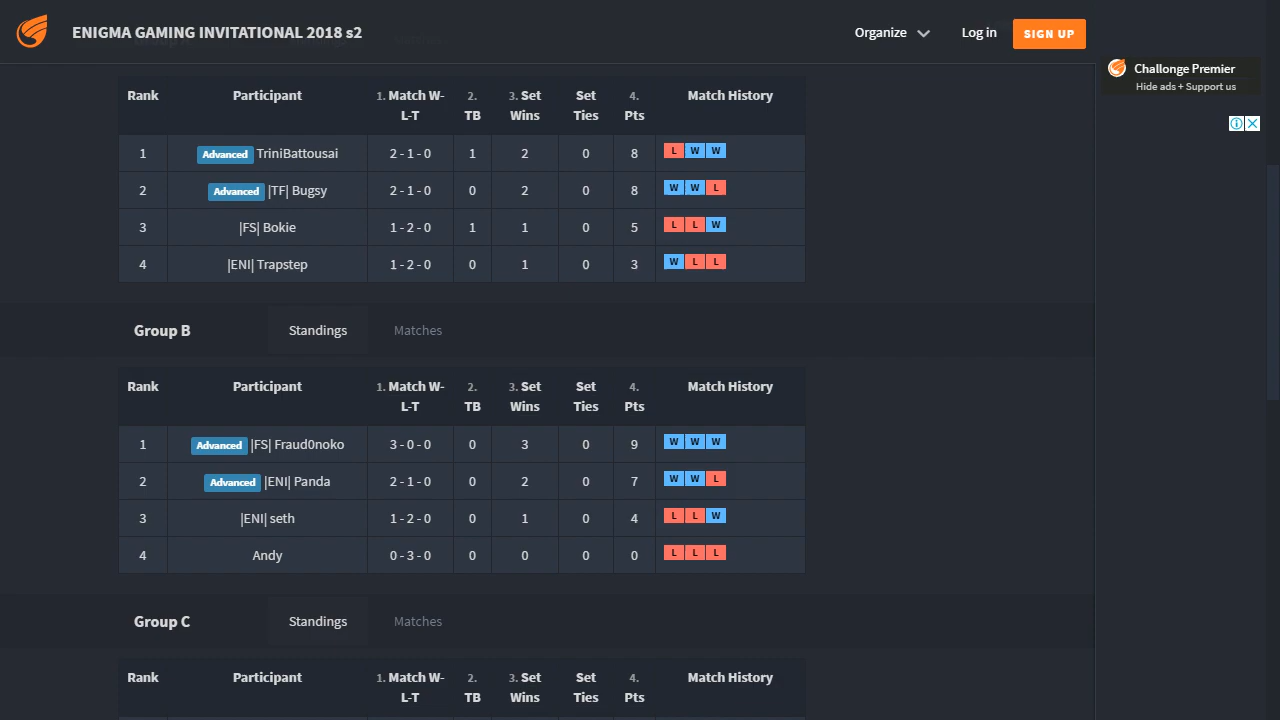 ENIGMA GAMING INVITATIONAL 2018 s2
Organize
Log in
SIGN UP
Challonge Premier
Hide ads + Support us
Rank Participant 1. Match W-L-T 2. TB 3. Set Wins Set Ties 4. Pts Match History
1 Advanced TriniBattousai 2 - 1 - 0 1 2 0 8 L W W
2 Advanced |TF| Bugsy 2 - 1 - 0 0 2 0 8 W W L
3 |FS| Bokie 1 - 2 - 0 1 1 0 5 L L W
4 |ENI| Trapstep 1 - 2 - 0 0 1 0 3 W L L
Group B Standings Matches
Rank Participant 1. Match W-L-T 2. TB 3. Set Wins Set Ties 4. Pts Match History
1 Advanced |FS| Fraud0noko 3 - 0 - 0 0 3 0 9 W W W
2 Advanced |ENI| Panda 2 - 1 - 0 0 2 0 7 W W L
3 |ENI| seth 1 - 2 - 0 0 1 0 4 L L W
4 Andy 0 - 3 - 0 0 0 0 0 L L L
Group C Standings Matches
Rank Participant 1. Match W-L-T 2. TB 3. Set Wins Set Ties 4. Pts Match History